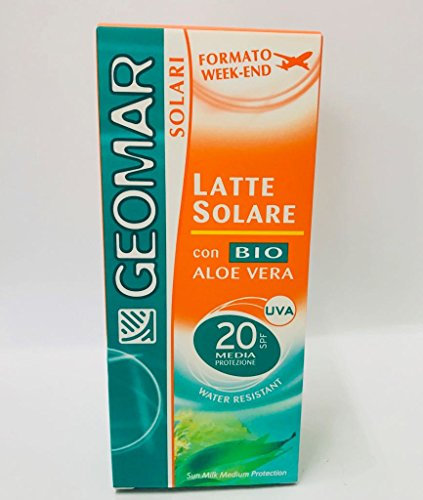 GEOMAR
SOLARI
FORMATO
WEEK-END
LATTE
SOLARE
con BIO
ALOE VERA
UVA
20 SPF
MEDIA
PROTEZIONE
WATER RESISTANT
Sun Milk Medium Protection